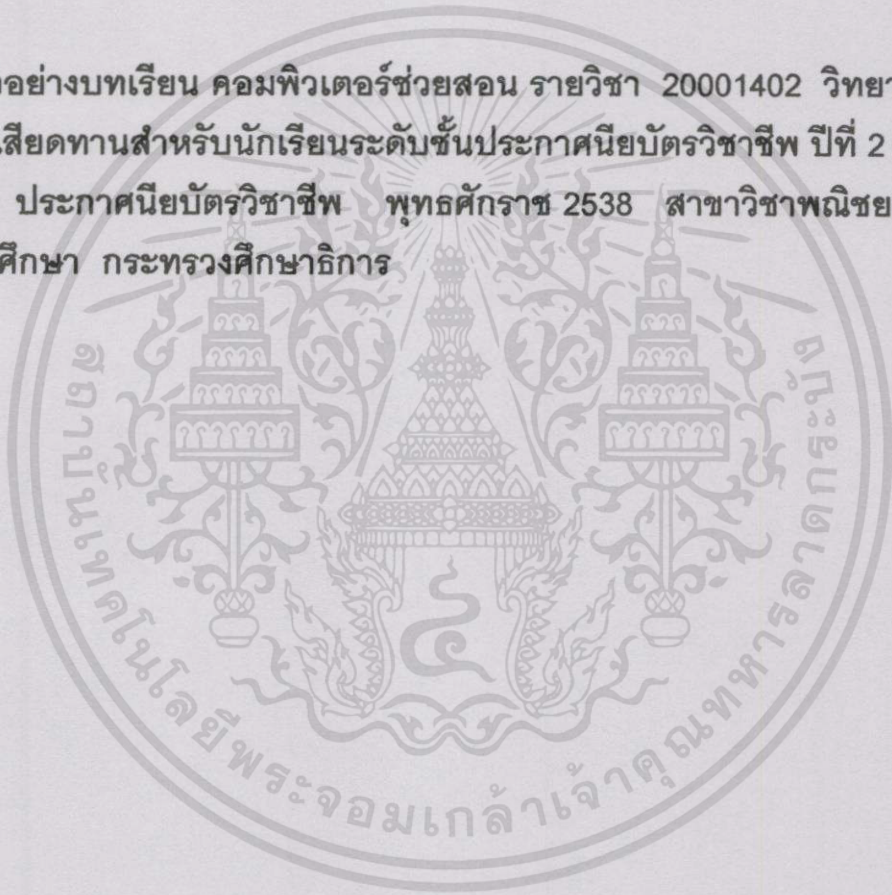 อย่างบทเรียน คอมพิวเตอร์ช่วยสอน รายวิชา 20001402 วิทยา
เสียดทานสำหรับนักเรียนระดับชั้นประกาศนียบัตรวิชาชีพ ปีที่ 2
ประกาศนียบัตรวิชาชีพ พุทธศักราช 2538 สาขาวิชาพณิชย
ศึกษา กระทรวงศึกษาธิการ
สถาบันเทคโนโลยีพระจอมเกล้าเจ้าคุณทหารลาดกระบัง
๔